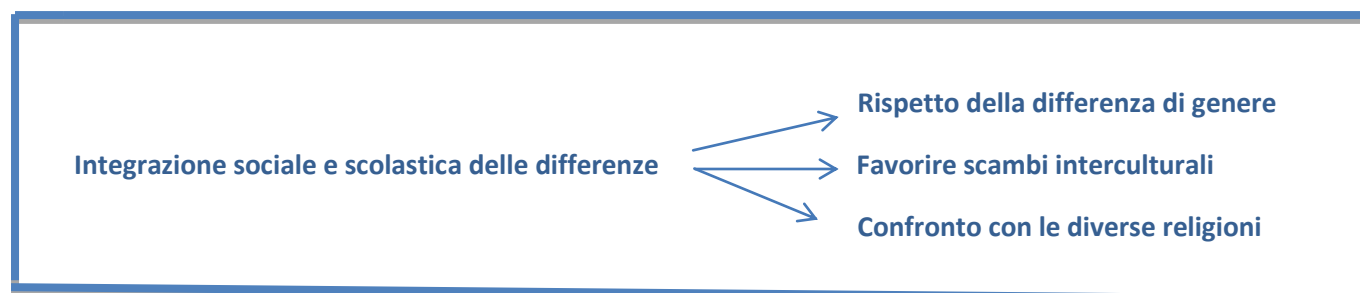 Rispetto della differenza di genere
Integrazione sociale e scolastica delle differenze
Favorire scambi interculturali
Confronto con le diverse religioni